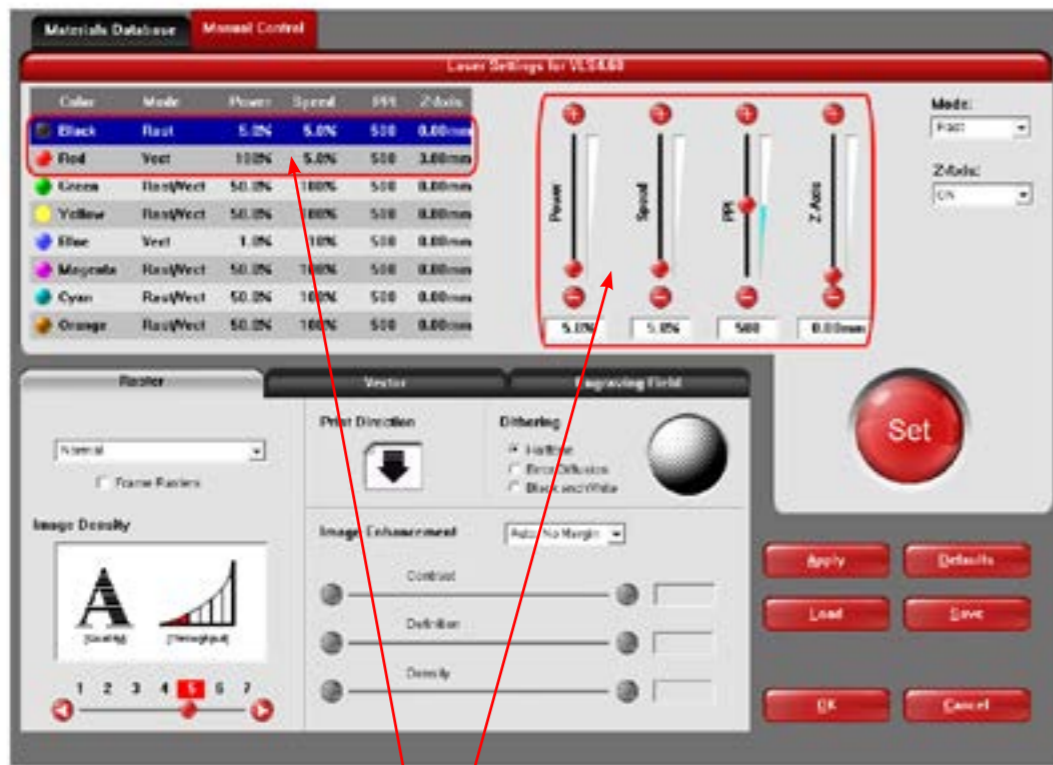 Materials Database Manual Control
Laser Settings for VLS4.60
Color Mode Power Speed PPI Z-Axis
Black Rast 5.0% 5.0% 500 0.00mm
Red Vect 100% 5.0% 500 3.00mm
Green Rast/Vect 50.0% 100% 500 0.00mm
Yellow Rast/Vect 50.0% 100% 500 0.00mm
Blue Vect 1.0% 10% 500 0.00mm
Magenta Rast/Vect 50.0% 100% 500 0.00mm
Cyan Rast/Vect 50.0% 100% 500 0.00mm
Orange Rast/Vect 50.0% 100% 500 0.00mm
Power
Speed
PPI
Z Axis
5.0% 5.0% 500 0.00mm
Mode:
Rast
Z-Axis:
ON
Set
Raster Vector Engraving Field
Normal
Frame Rasters
Print Direction
Dithering
Halftone
Error Diffusion
Black and White
Image Density
A
(Quality) (Throughput)
1 2 3 4 5 6 7
Image Enhancement Auto: No Margin
Contrast
Definition
Density
Apply Defaults
Load Save
OK Cancel